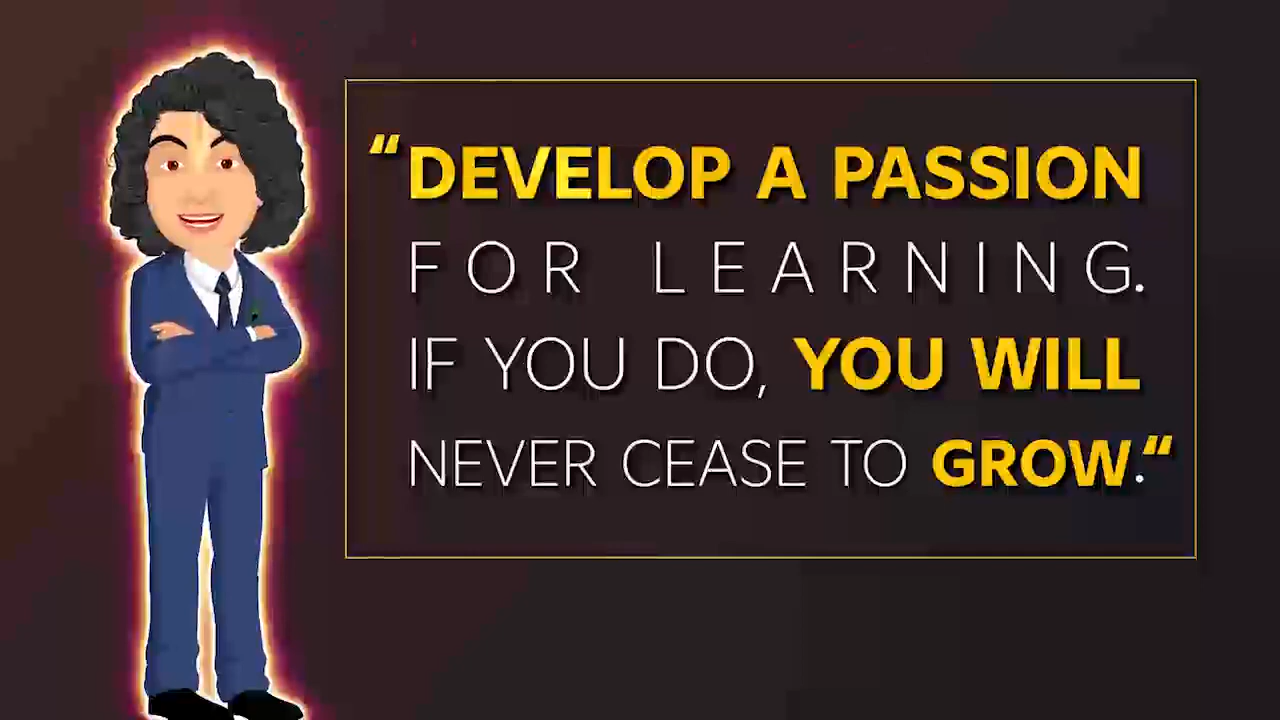 “DEVELOP A PASSION
FOR LEARNING.
IF YOU DO, YOU WILL
NEVER CEASE TO GROW.“